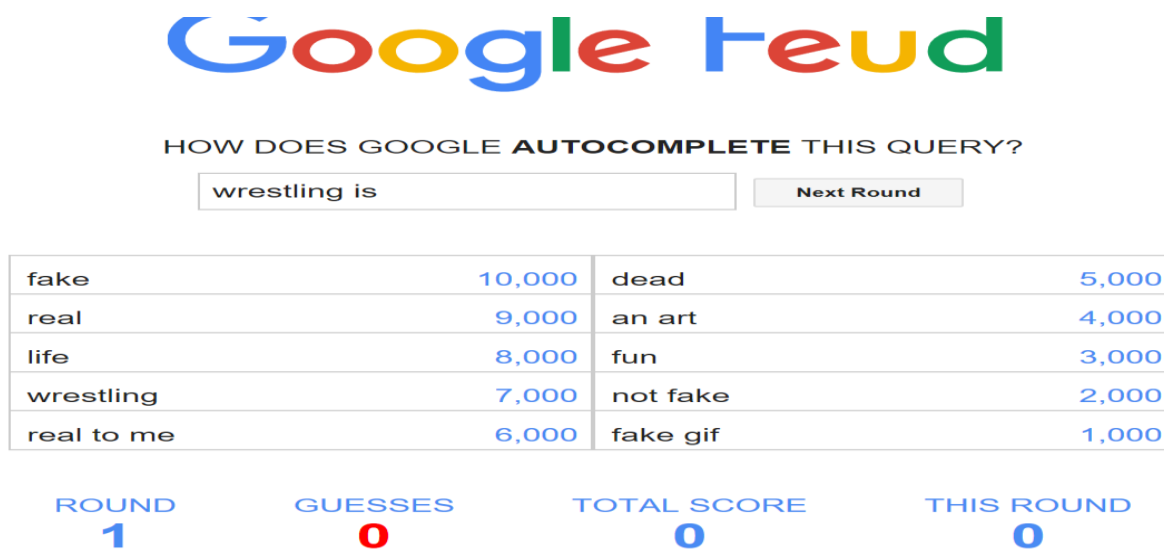 Google Feud
HOW DOES GOOGLE AUTOCOMPLETE THIS QUERY?
wrestling is
Next Round
fake 10,000 dead 5,000
real 9,000 an art 4,000
life 8,000 fun 3,000
wrestling 7,000 not fake 2,000
real to me 6,000 fake gif 1,000
ROUND GUESSES TOTAL SCORE THIS ROUND
1 0 0 0